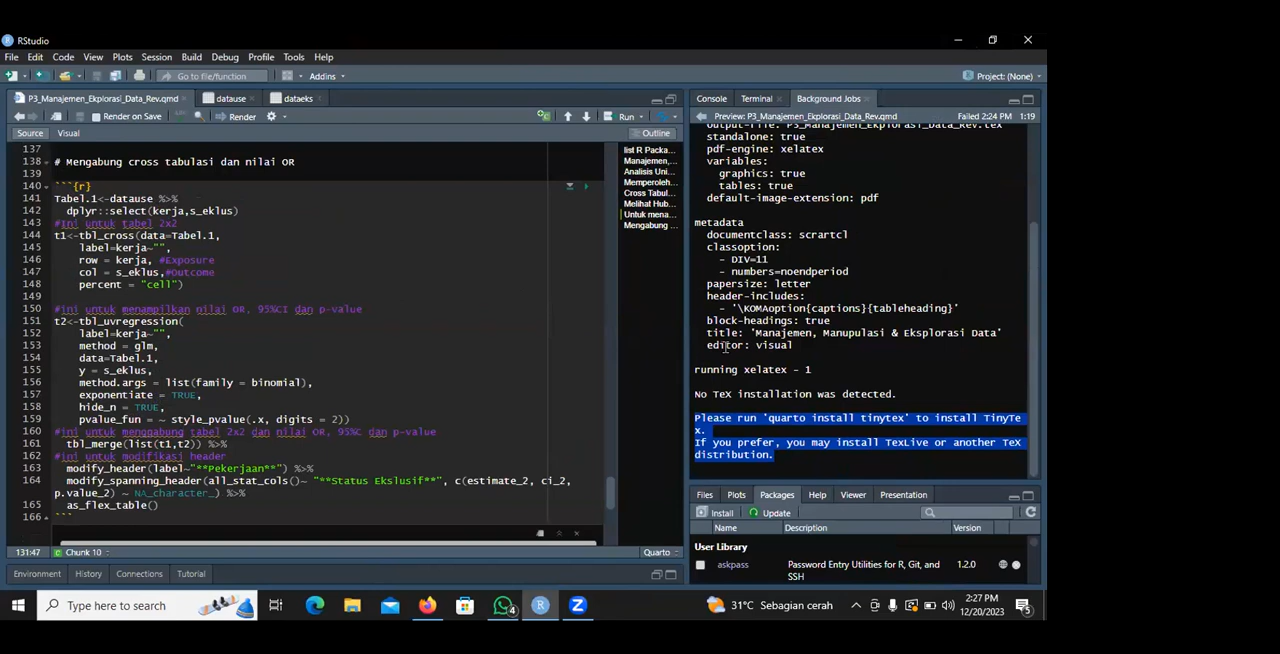 RStudio
File Edit Code View Plots Session Build Debug Profile Tools Help
Go to file/function Addins Project: (None)
P3_Manajemen_Ekplorasi_Data_Rev.qmd datause dataeks
Render on Save Render Run
Source Visual Outline
137
138 # Mengabung cross tabulasi dan nilai OR
139
140 ```{r}
141 Tabel.1<-datause %>%
142 dplyr::select(kerja,s_eklus)
143 #Ini untuk tabel 2x2
144 t1<-tbl_cross(data=Tabel.1,
145 label=kerja~"",
146 row = kerja, #Exposure
147 col = s_eklus,#Outcome
148 percent = "cell")
149
150 #ini untuk menampilkan nilai OR, 95%CI dan p-value
151 t2<-tbl_uvregression(
152 label=kerja~"",
153 method = glm,
154 data=Tabel.1,
155 y = s_eklus,
156 method.args = list(family = binomial),
157 exponentiate = TRUE,
158 hide_n = TRUE,
159 pvalue_fun = ~ style_pvalue(.x, digits = 2))
160 #ini untuk menggabung tabel 2x2 dan nilai OR, 95%C dan p-value
161 tbl_merge(list(t1,t2)) %>%
162 #ini untuk modifikasi header
163 modify_header(label~"**Pekerjaan**") %>%
164 modify_spanning_header(all_stat_cols()~ "**Status Ekslusif**", c(estimate_2, ci_2,
p.value_2) ~ NA_character_) %>%
165 as_flex_table()
166 ```
131:47 Chunk 10 Quarto
Environment History Connections Tutorial
list R Packa...
Manajemen,...
Analisis Uni...
Memperoleh...
Cross Tabul...
Melihat Hub...
Untuk mena...
Mengabung ...
Console Terminal Background Jobs
Preview: P3_Manajemen_Ekplorasi_Data_Rev.qmd Failed 2:24 PM 1:19
output-file: P3_Manajemen_Ekplorasi_Data_Rev.tex
standalone: true
pdf-engine: xelatex
variables:
graphics: true
tables: true
default-image-extension: pdf
metadata
documentclass: scrartcl
classoption:
- DIV=11
- numbers=noendperiod
papersize: letter
header-includes:
- '\KOMAoption{captions}{tableheading}'
block-headings: true
title: 'Manajemen, Manupulasi & Eksplorasi Data'
editor: visual
running xelatex - 1
No TeX installation was detected.
Please run 'quarto install tinytex' to install TinyTe
x.
If you prefer, you may install TexLive or another TeX
distribution.
Files Plots Packages Help Viewer Presentation
Install Update
Name Description Version
User Library
askpass Password Entry Utilities for R, Git, and 1.2.0
SSH
Type here to search 4 31°C Sebagian cerah 2:27 PM
12/20/2023 5